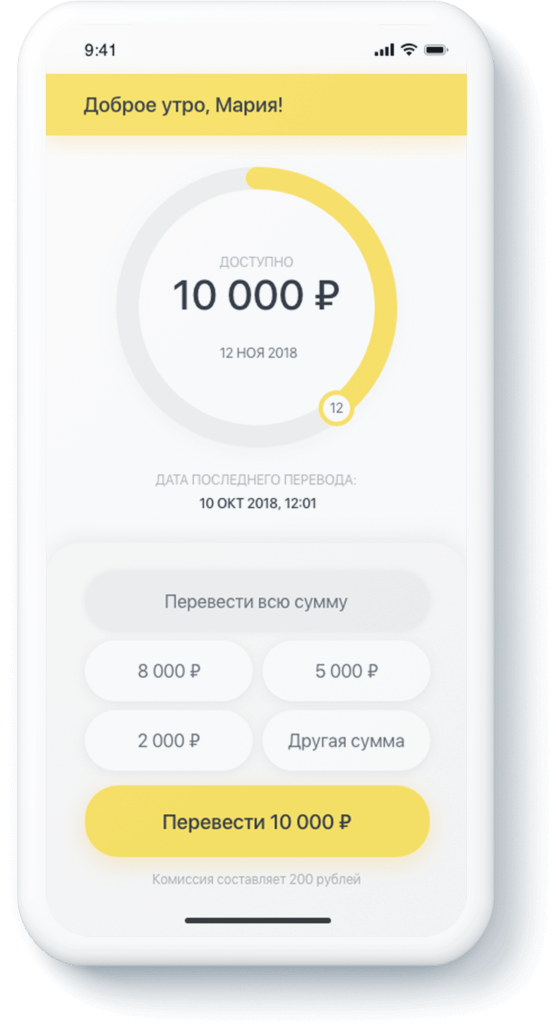 9:41
Доброе утро, Мария!
ДОСТУПНО
10 000 ₽
12 НОЯ 2018
12
ДАТА ПОСЛЕДНЕГО ПЕРЕВОДА:
10 ОКТ 2018, 12:01
Перевести всю сумму
8 000 ₽
5 000 ₽
2 000 ₽
Другая сумма
Перевести 10 000 ₽
Комиссия составляет 200 рублей